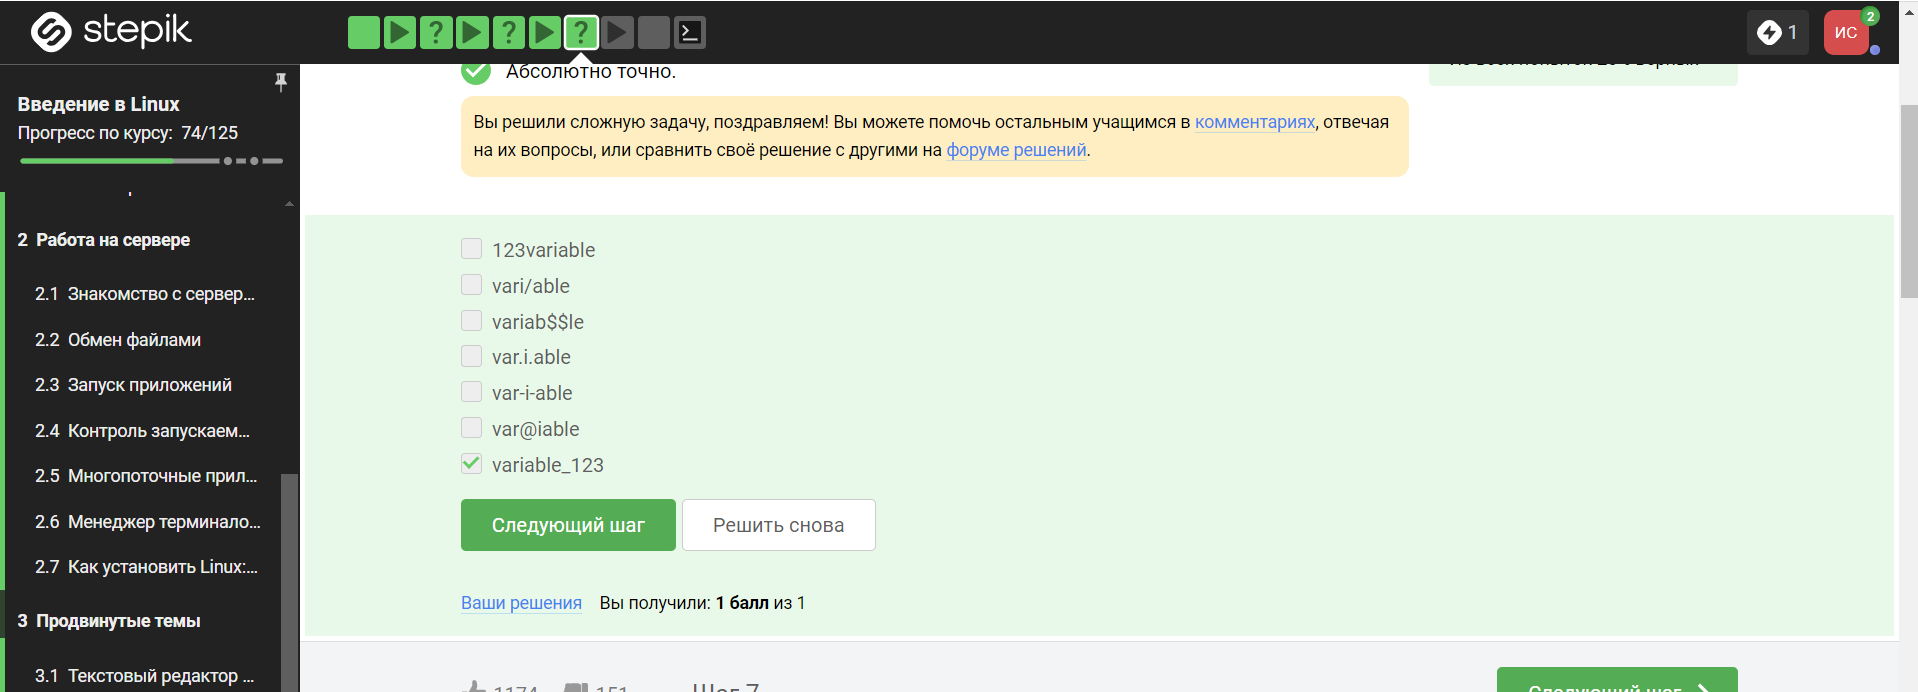 stepik
1
ИС
2
Введение в Linux
Прогресс по курсу: 74/125
2 Работа на сервере
2.1 Знакомство с сервер...
2.2 Обмен файлами
2.3 Запуск приложений
2.4 Контроль запускаем...
2.5 Многопоточные прил...
2.6 Менеджер терминало...
2.7 Как установить Linux:...
3 Продвинутые темы
3.1 Текстовый редактор ...
Абсолютно точно.
Вы решили сложную задачу, поздравляем! Вы можете помочь остальным учащимся в комментариях, отвечая
на их вопросы, или сравнить своё решение с другими на форуме решений.
123variable
vari/able
variab$$le
var.i.able
var-i-able
var@iable
variable_123
Следующий шаг
Решить снова
Ваши решения Вы получили: 1 балл из 1
1174 151 Шаг 7
Следующий шаг